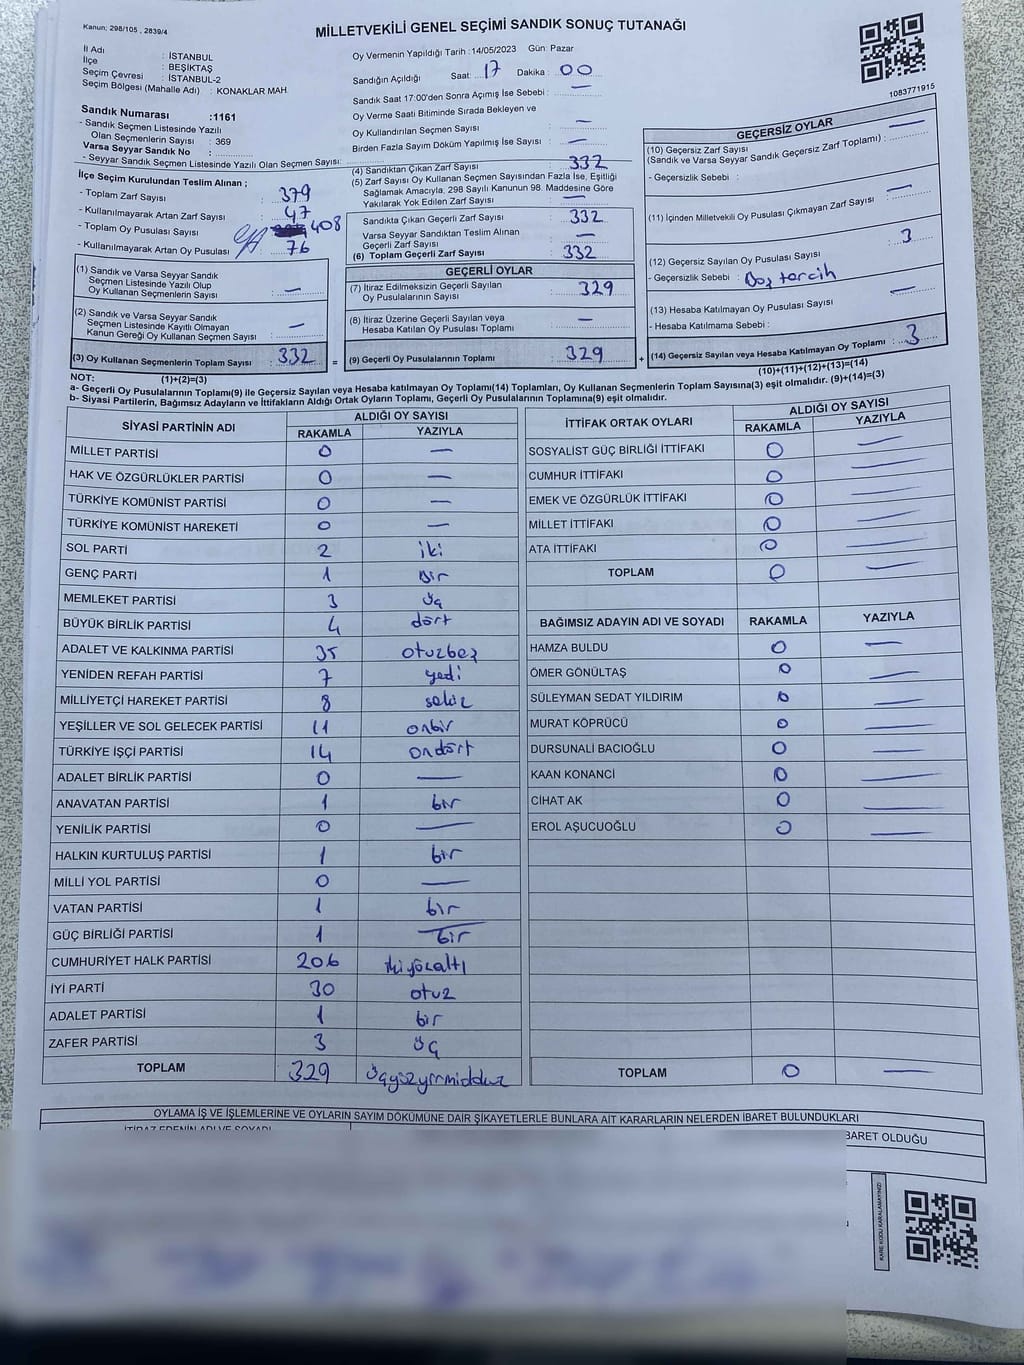 Kanun: 298/105 , 2839/4
MİLLETVEKİLİ GENEL SEÇİMİ SANDIK SONUÇ TUTANAĞI
1083771915
İl Adı : İSTANBUL
İlçe : BEŞİKTAŞ
Seçim Çevresi : İSTANBUL-2
Seçim Bölgesi (Mahalle Adı) : KONAKLAR MAH
Oy Vermenin Yapıldığı Tarih : 14/05/2023 Gün: Pazar
Sandığın Açıldığı Saat: 17 Dakika : 00
Sandık Saat 17:00'den Sonra Açımış İse Sebebi : —
Oy Verme Saati Bitiminde Sırada Bekleyen ve
Oy Kullandırılan Seçmen Sayısı : —
Birden Fazla Sayım Döküm Yapılmış İse Sayısı : —
Sandık Numarası :1161
- Sandık Seçmen Listesinde Yazılı
Olan Seçmenlerin Sayısı : 369
Varsa Seyyar Sandık No :
- Seyyar Sandık Seçmen Listesinde Yazılı Olan Seçmen Sayısı:
İlçe Seçim Kurulundan Teslim Alınan ;
- Toplam Zarf Sayısı : 379
- Kullanılmayarak Artan Zarf Sayısı : 47
- Toplam Oy Pusulası Sayısı : 408
- Kullanılmayarak Artan Oy Pusulası : 76
(1) Sandık ve Varsa Seyyar Sandık
Seçmen Listesinde Yazılı Olup
Oy Kullanan Seçmenlerin Sayısı : —
(2) Sandık ve Varsa Seyyar Sandık
Seçmen Listesinde Kayıtlı Olmayan
Kanun Gereği Oy Kullanan Seçmen Sayısı : —
(3) Oy Kullanan Seçmenlerin Toplam Sayısı : 332 =
(4) Sandıktan Çıkan Zarf Sayısı : 332
(5) Zarf Sayısı Oy Kullanan Seçmen Sayısından Fazla İse, Eşitliği
Sağlamak Amacıyla, 298 Sayılı Kanunun 98. Maddesine Göre
Yakılarak Yok Edilen Zarf Sayısı : —
Sandıkta Çıkan Geçerli Zarf Sayısı : 332
Varsa Seyyar Sandıktan Teslim Alınan
Geçerli Zarf Sayısı : —
(6) Toplam Geçerli Zarf Sayısı : 332
GEÇERLİ OYLAR
(7) İtiraz Edilmeksizin Geçerli Sayılan
Oy Pusulalarının Sayısı : 329
(8) İtiraz Üzerine Geçerli Sayılan veya
Hesaba Katılan Oy Pusulası Toplamı : —
(9) Geçerli Oy Pusulalarının Toplamı : 329 +
GEÇERSİZ OYLAR
(10) Geçersiz Zarf Sayısı
(Sandık ve Varsa Seyyar Sandık Geçersiz Zarf Toplamı) : —
- Geçersizlik Sebebi :
(11) İçinden Milletvekili Oy Pusulası Çıkmayan Zarf Sayısı : —
(12) Geçersiz Sayılan Oy Pusulası Sayısı : 3
- Geçersizlik Sebebi : Boş tercih
(13) Hesaba Katılmayan Oy Pusulası Sayısı : —
- Hesaba Katılmama Sebebi :
(14) Geçersiz Sayılan veya Hesaba Katılmayan Oy Toplamı : 3
(10)+(11)+(12)+(13)=(14)
NOT: (1)+(2)=(3)
a- Geçerli Oy Pusulalarının Toplamı(9) ile Geçersiz Sayılan veya Hesaba katılmayan Oy Toplamı(14) Toplamları, Oy Kullanan Seçmenlerin Toplam Sayısına(3) eşit olmalıdır. (9)+(14)=(3)
b- Siyasi Partilerin, Bağımsız Adayların ve İttifakların Aldığı Ortak Oyların Toplamı, Geçerli Oy Pusulalarının Toplamına(9) eşit olmalıdır.
SİYASİ PARTİNİN ADI ALDIĞI OY SAYISI
RAKAMLA YAZIYLA
MİLLET PARTİSİ 0 —
HAK VE ÖZGÜRLÜKLER PARTİSİ 0 —
TÜRKİYE KOMÜNİST PARTİSİ 0 —
TÜRKİYE KOMÜNİST HAREKETİ 0 —
SOL PARTİ 2 iki
GENÇ PARTİ 1 Bir
MEMLEKET PARTİSİ 3 üç
BÜYÜK BİRLİK PARTİSİ 4 dört
ADALET VE KALKINMA PARTİSİ 35 otuzbeş
YENİDEN REFAH PARTİSİ 7 yedi
MİLLİYETÇİ HAREKET PARTİSİ 8 sekiz
YEŞİLLER VE SOL GELECEK PARTİSİ 11 onbir
TÜRKİYE İŞÇİ PARTİSİ 14 ondört
ADALET BİRLİK PARTİSİ 0 —
ANAVATAN PARTİSİ 1 bir
YENİLİK PARTİSİ 0 —
HALKIN KURTULUŞ PARTİSİ 1 bir
MİLLİ YOL PARTİSİ 0 —
VATAN PARTİSİ 1 bir
GÜÇ BİRLİĞİ PARTİSİ 1 bir
CUMHURİYET HALK PARTİSİ 206 ikiyüzaltı
İYİ PARTİ 30 otuz
ADALET PARTİSİ 1 bir
ZAFER PARTİSİ 3 üç
TOPLAM 329 üçyüzyirmidokuz
İTTİFAK ORTAK OYLARI ALDIĞI OY SAYISI
RAKAMLA YAZIYLA
SOSYALİST GÜÇ BİRLİĞİ İTTİFAKI 0 —
CUMHUR İTTİFAKI 0 —
EMEK VE ÖZGÜRLÜK İTTİFAKI 0 —
MİLLET İTTİFAKI 0 —
ATA İTTİFAKI 0 —
TOPLAM 0 —
BAĞIMSIZ ADAYIN ADI VE SOYADI RAKAMLA YAZIYLA
HAMZA BULDU 0 —
ÖMER GÖNÜLTAŞ 0 —
SÜLEYMAN SEDAT YILDIRIM 0 —
MURAT KÖPRÜCÜ 0 —
DURSUNALİ BACIOĞLU 0 —
KAAN KONANCİ 0 —
CİHAT AK 0 —
EROL AŞUCUOĞLU 0 —
TOPLAM 0 —
OYLAMA İŞ VE İŞLEMLERİNE VE OYLARIN SAYIM DÖKÜMÜNE DAİR ŞİKAYETLERLE BUNLARA AİT KARARLARIN NELERDEN İBARET BULUNDUKLARI
İTİRAZ EDENİN ADI VE SOYADI
BARET OLDUĞU
KARE KODU KARALAMAYINIZ!